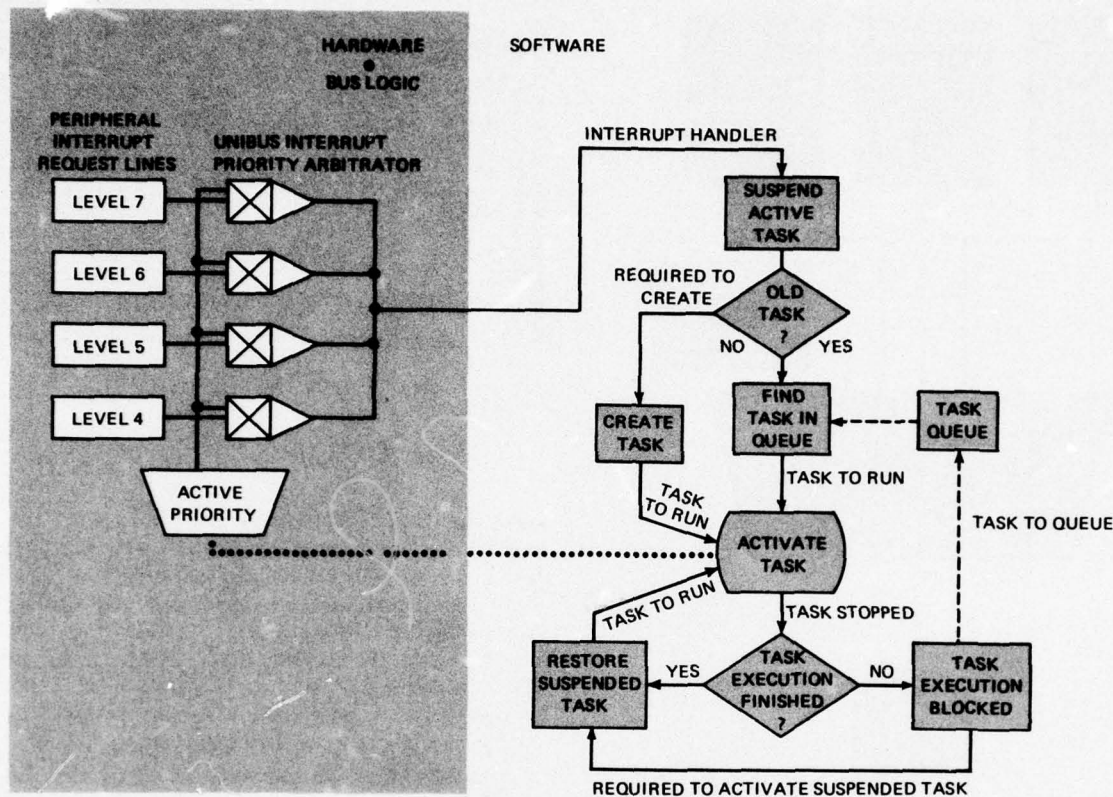 HARDWARE
BUS LOGIC
SOFTWARE
PERIPHERAL
INTERRUPT
REQUEST LINES
UNIBUS INTERRUPT
PRIORITY ARBITRATOR
LEVEL 7
LEVEL 6
LEVEL 5
LEVEL 4
ACTIVE
PRIORITY
INTERRUPT HANDLER
SUSPEND
ACTIVE
TASK
REQUIRED TO
CREATE
OLD
TASK
?
NO
YES
CREATE
TASK
FIND
TASK IN
QUEUE
TASK
QUEUE
TASK
TO RUN
TASK TO RUN
TASK TO QUEUE
ACTIVATE
TASK
TASK TO RUN
TASK STOPPED
RESTORE
SUSPENDED
TASK
YES
TASK
EXECUTION
FINISHED
?
NO
TASK
EXECUTION
BLOCKED
REQUIRED TO ACTIVATE SUSPENDED TASK